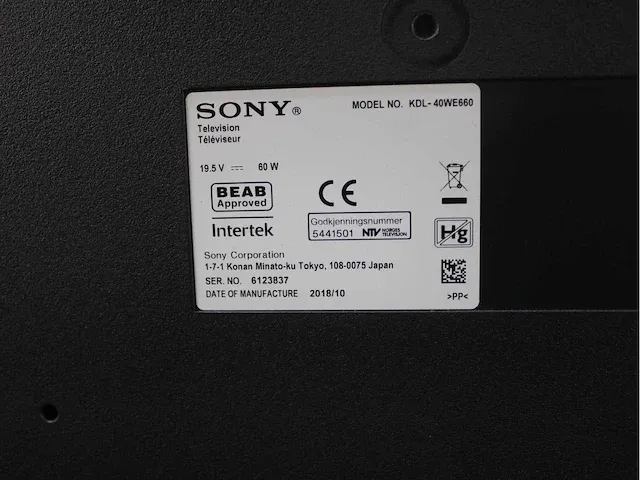 SONY®
MODEL NO. KDL-40WE660
Television
Téléviseur
19.5 V ⎓ 60 W
BEAB
Approved
CE
Intertek
Godkjenningsnummer
5441501 NTV NORGES TELEVISJON
Hg
Sony Corporation
1-7-1 Konan Minato-ku Tokyo, 108-0075 Japan
SER. NO. 6123837
DATE OF MANUFACTURE 2018/10
>PP<